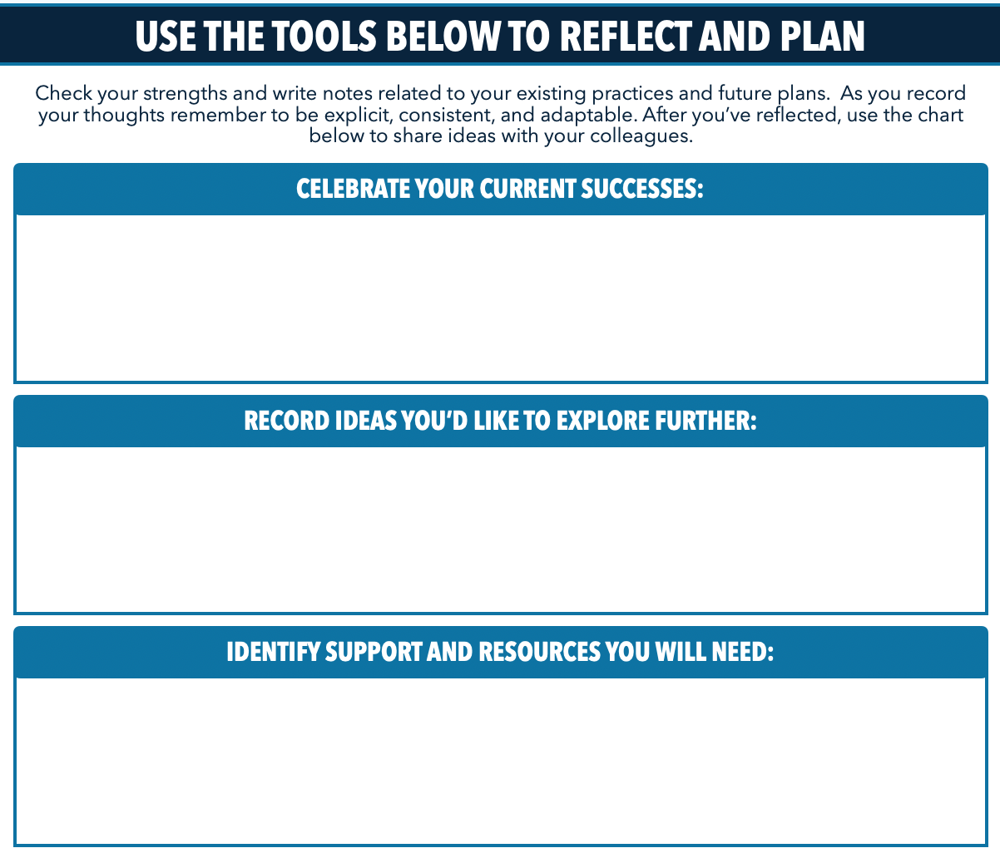 USE THE TOOLS BELOW TO REFLECT AND PLAN
Check your strengths and write notes related to your existing practices and future plans.  As you record
your thoughts remember to be explicit, consistent, and adaptable. After you’ve reflected, use the chart
below to share ideas with your colleagues.
CELEBRATE YOUR CURRENT SUCCESSES:
RECORD IDEAS YOU’D LIKE TO EXPLORE FURTHER:
IDENTIFY SUPPORT AND RESOURCES YOU WILL NEED: